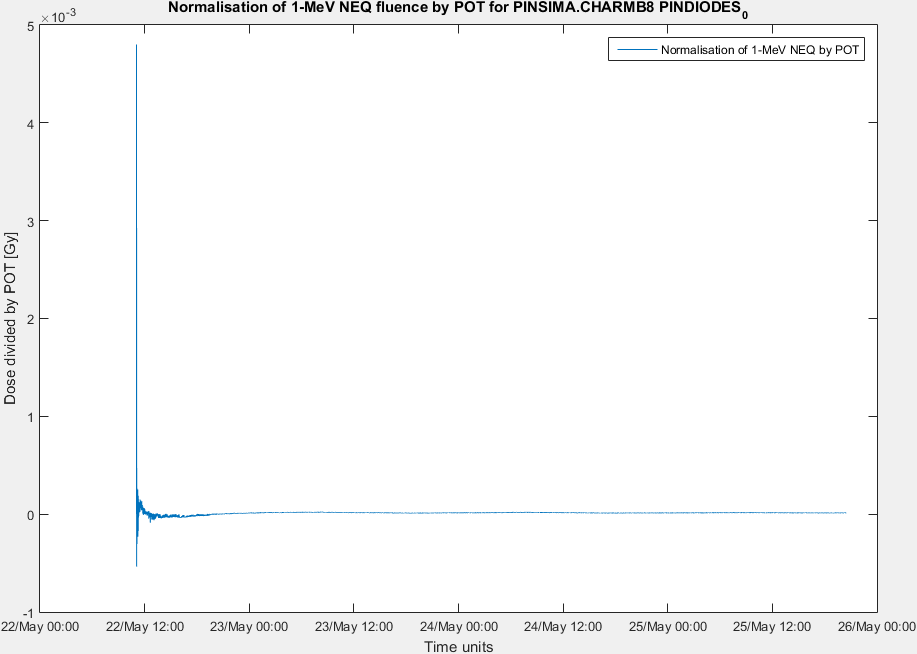 Normalisation of 1-MeV NEQ fluence by POT for PINSIMA.CHARMB8 PINDIODES0
×10-3
Normalisation of 1-MeV NEQ by POT
5
4
3
2
1
0
-1
Dose divided by POT [Gy]
22/May 00:00 22/May 12:00 23/May 00:00 23/May 12:00 24/May 00:00 24/May 12:00 25/May 00:00 25/May 12:00 26/May 00:00
Time units